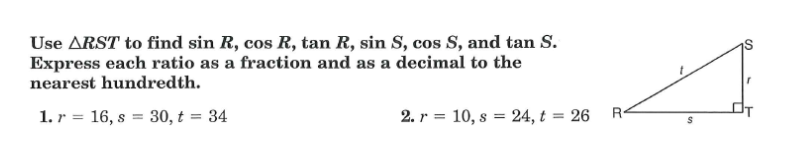 Use △RST to find sin R, cos R, tan R, sin S, cos S, and tan S.
Express each ratio as a fraction and as a decimal to the
nearest hundredth.
1. r = 16, s = 30, t = 34
2. r = 10, s = 24, t = 26
S
t
r
R
T
s